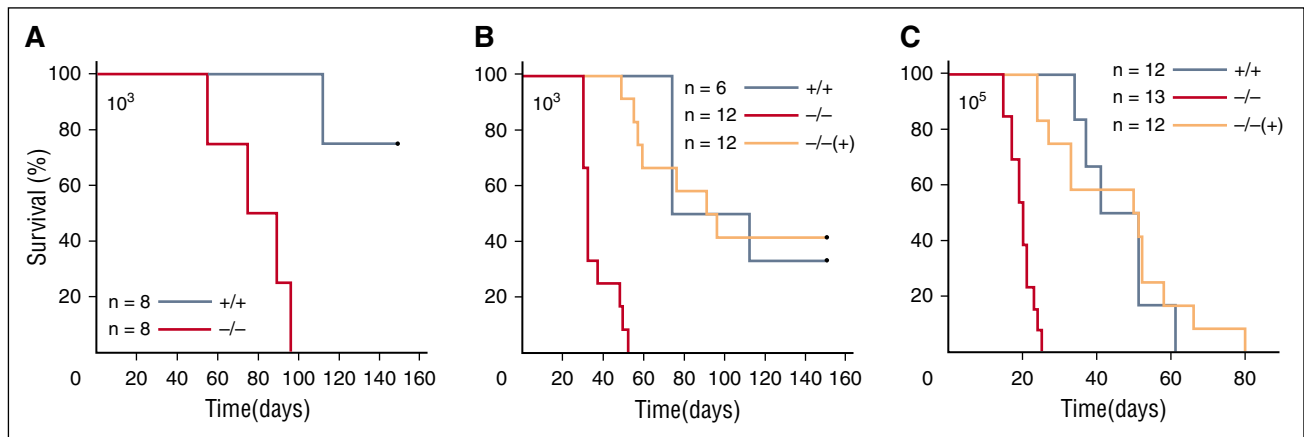 A
Survival (%)
100
80
60
40
20
10³
n = 8 +/+
n = 8 –/–
0 20 40 60 80 100 120 140 160
Time(days)
B
100
80
60
40
20
10³
n = 6 +/+
n = 12 –/–
n = 12 –/–(+)
0 20 40 60 80 100 120 140 160
Time(days)
C
100
80
60
40
20
10⁵
n = 12 +/+
n = 13 –/–
n = 12 –/–(+)
0 20 40 60 80
Time(days)